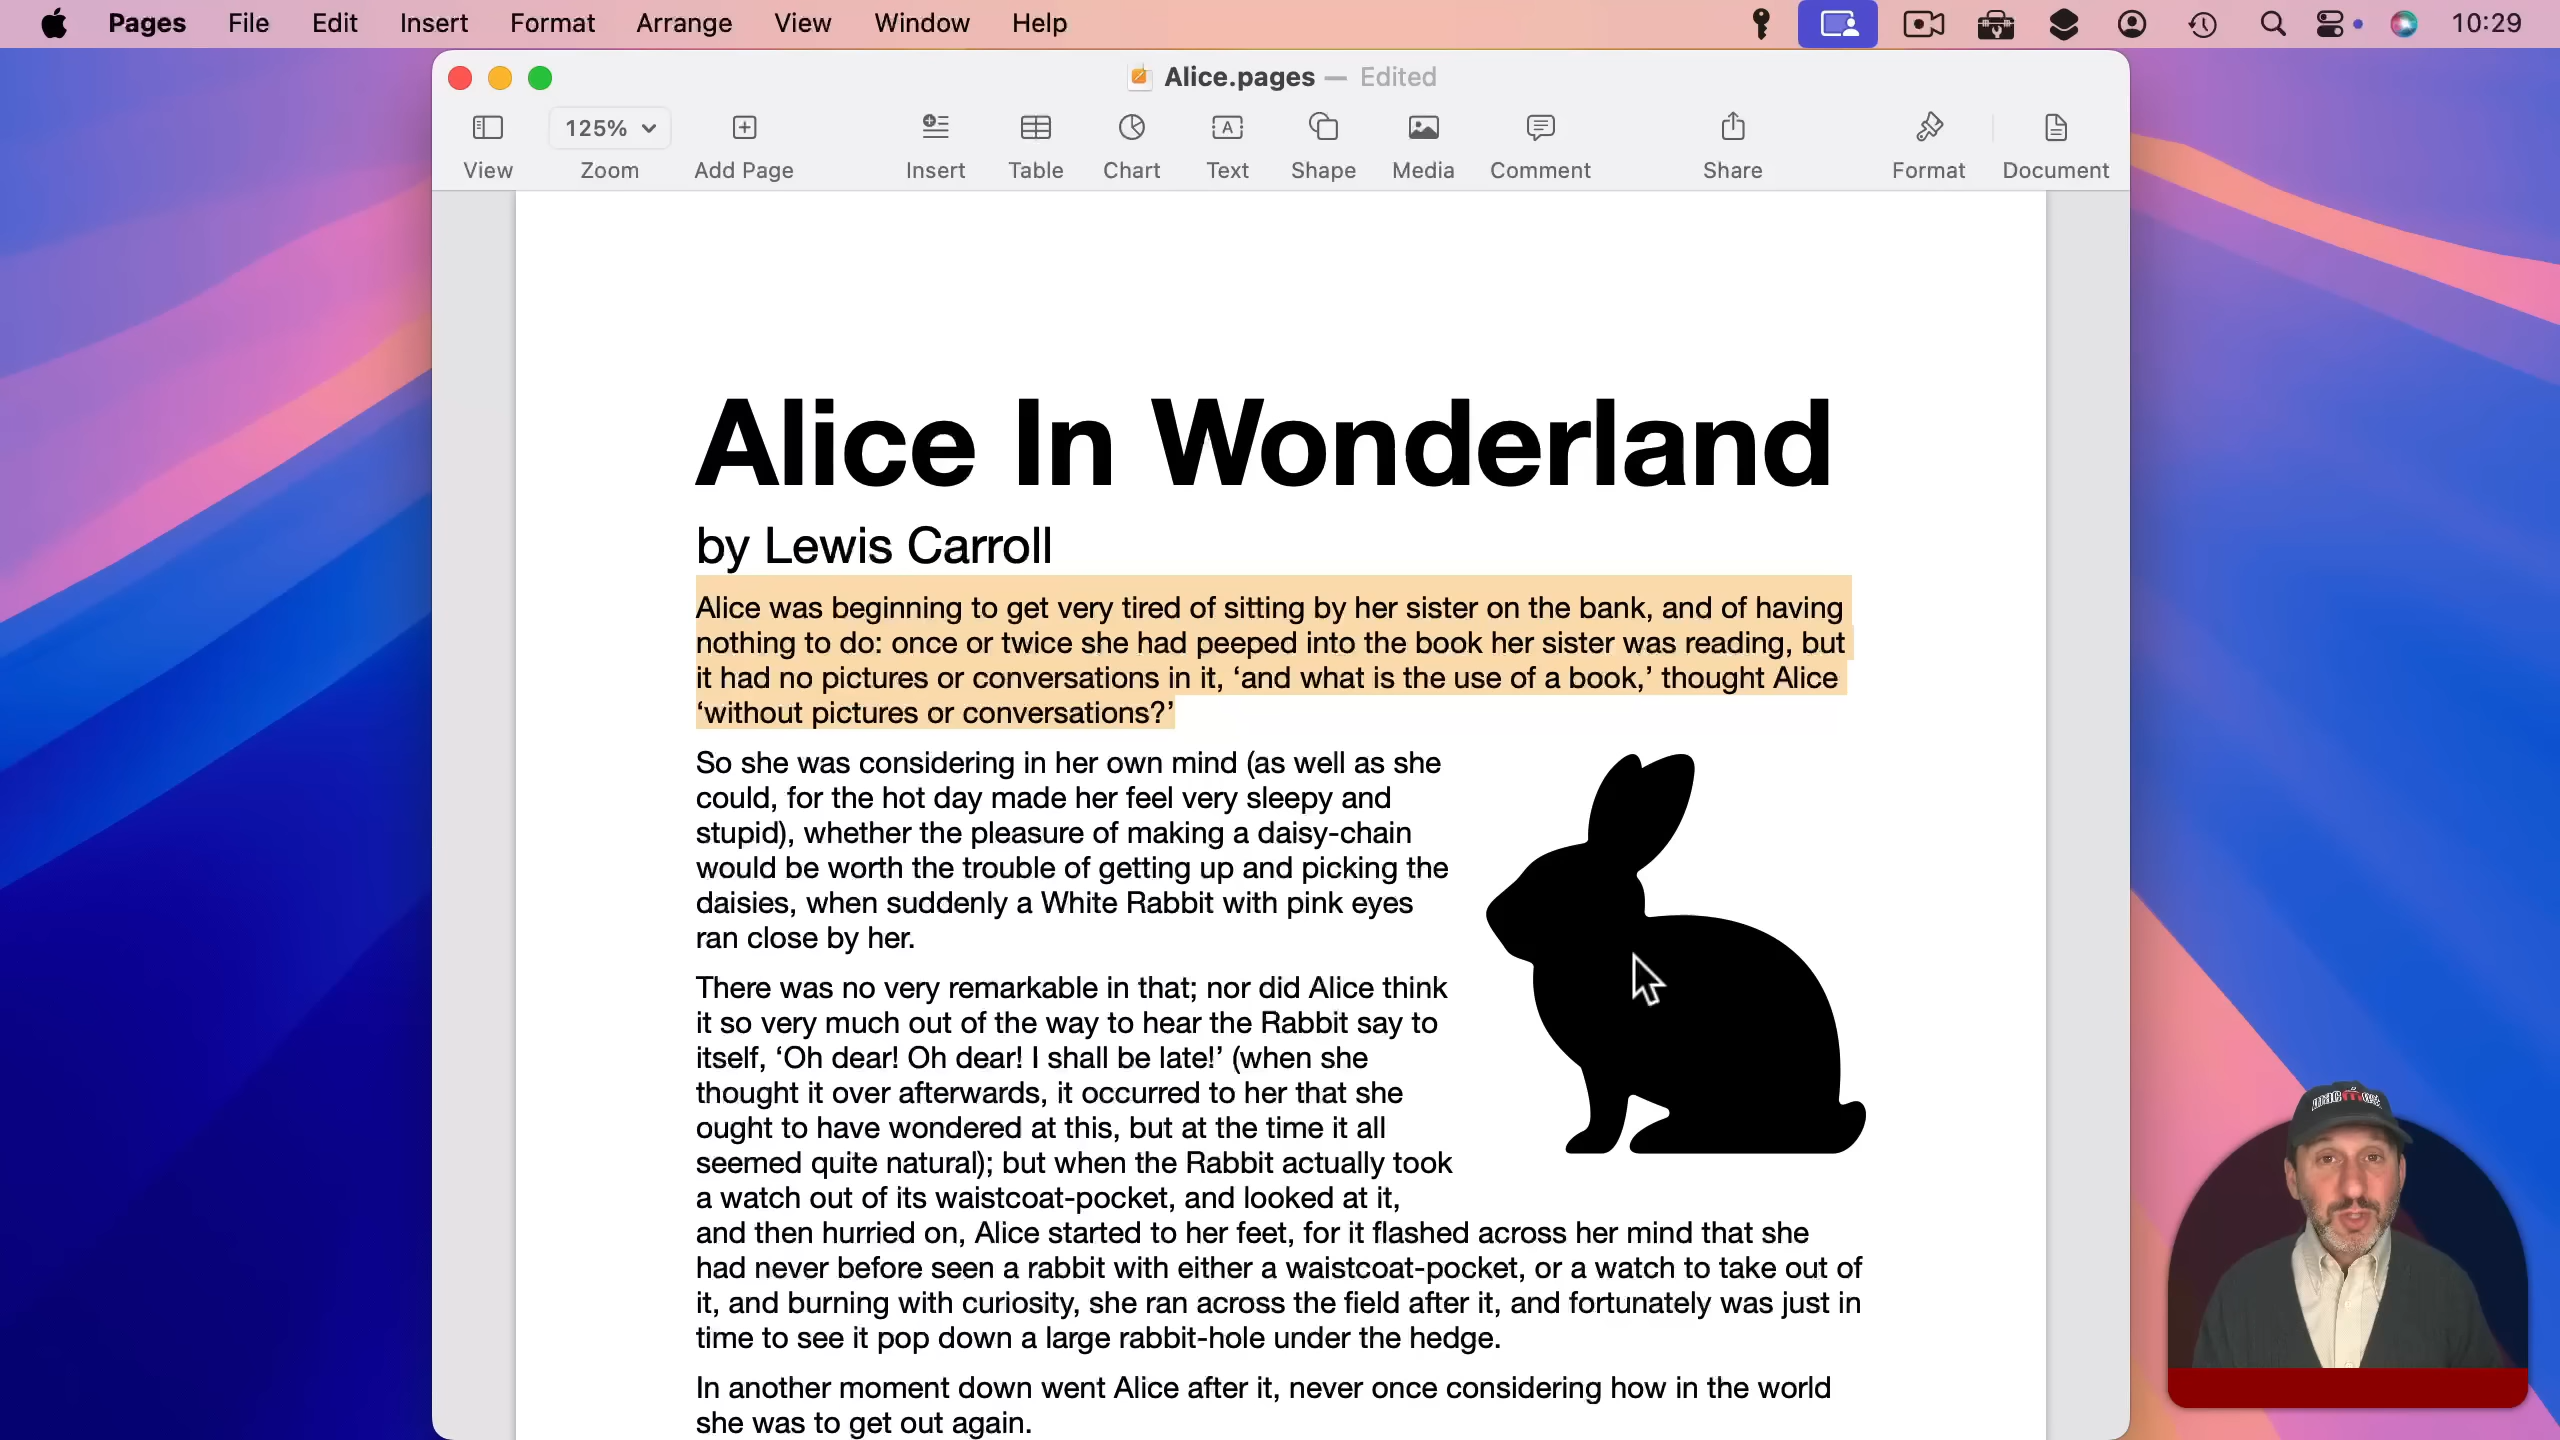 Pages File Edit Insert Format Arrange View Window Help 10:29
Alice.pages — Edited
125%
View Zoom Add Page Insert Table Chart Text Shape Media Comment Share Format Document
Alice In Wonderland
by Lewis Carroll
Alice was beginning to get very tired of sitting by her sister on the bank, and of having
nothing to do: once or twice she had peeped into the book her sister was reading, but
it had no pictures or conversations in it, ‘and what is the use of a book,’ thought Alice
‘without pictures or conversations?’
So she was considering in her own mind (as well as she
could, for the hot day made her feel very sleepy and
stupid), whether the pleasure of making a daisy-chain
would be worth the trouble of getting up and picking the
daisies, when suddenly a White Rabbit with pink eyes
ran close by her.
There was no very remarkable in that; nor did Alice think
it so very much out of the way to hear the Rabbit say to
itself, ‘Oh dear! Oh dear! I shall be late!’ (when she
thought it over afterwards, it occurred to her that she
ought to have wondered at this, but at the time it all
seemed quite natural); but when the Rabbit actually took
a watch out of its waistcoat-pocket, and looked at it,
and then hurried on, Alice started to her feet, for it flashed across her mind that she
had never before seen a rabbit with either a waistcoat-pocket, or a watch to take out of
it, and burning with curiosity, she ran across the field after it, and fortunately was just in
time to see it pop down a large rabbit-hole under the hedge.
In another moment down went Alice after it, never once considering how in the world
she was to get out again.